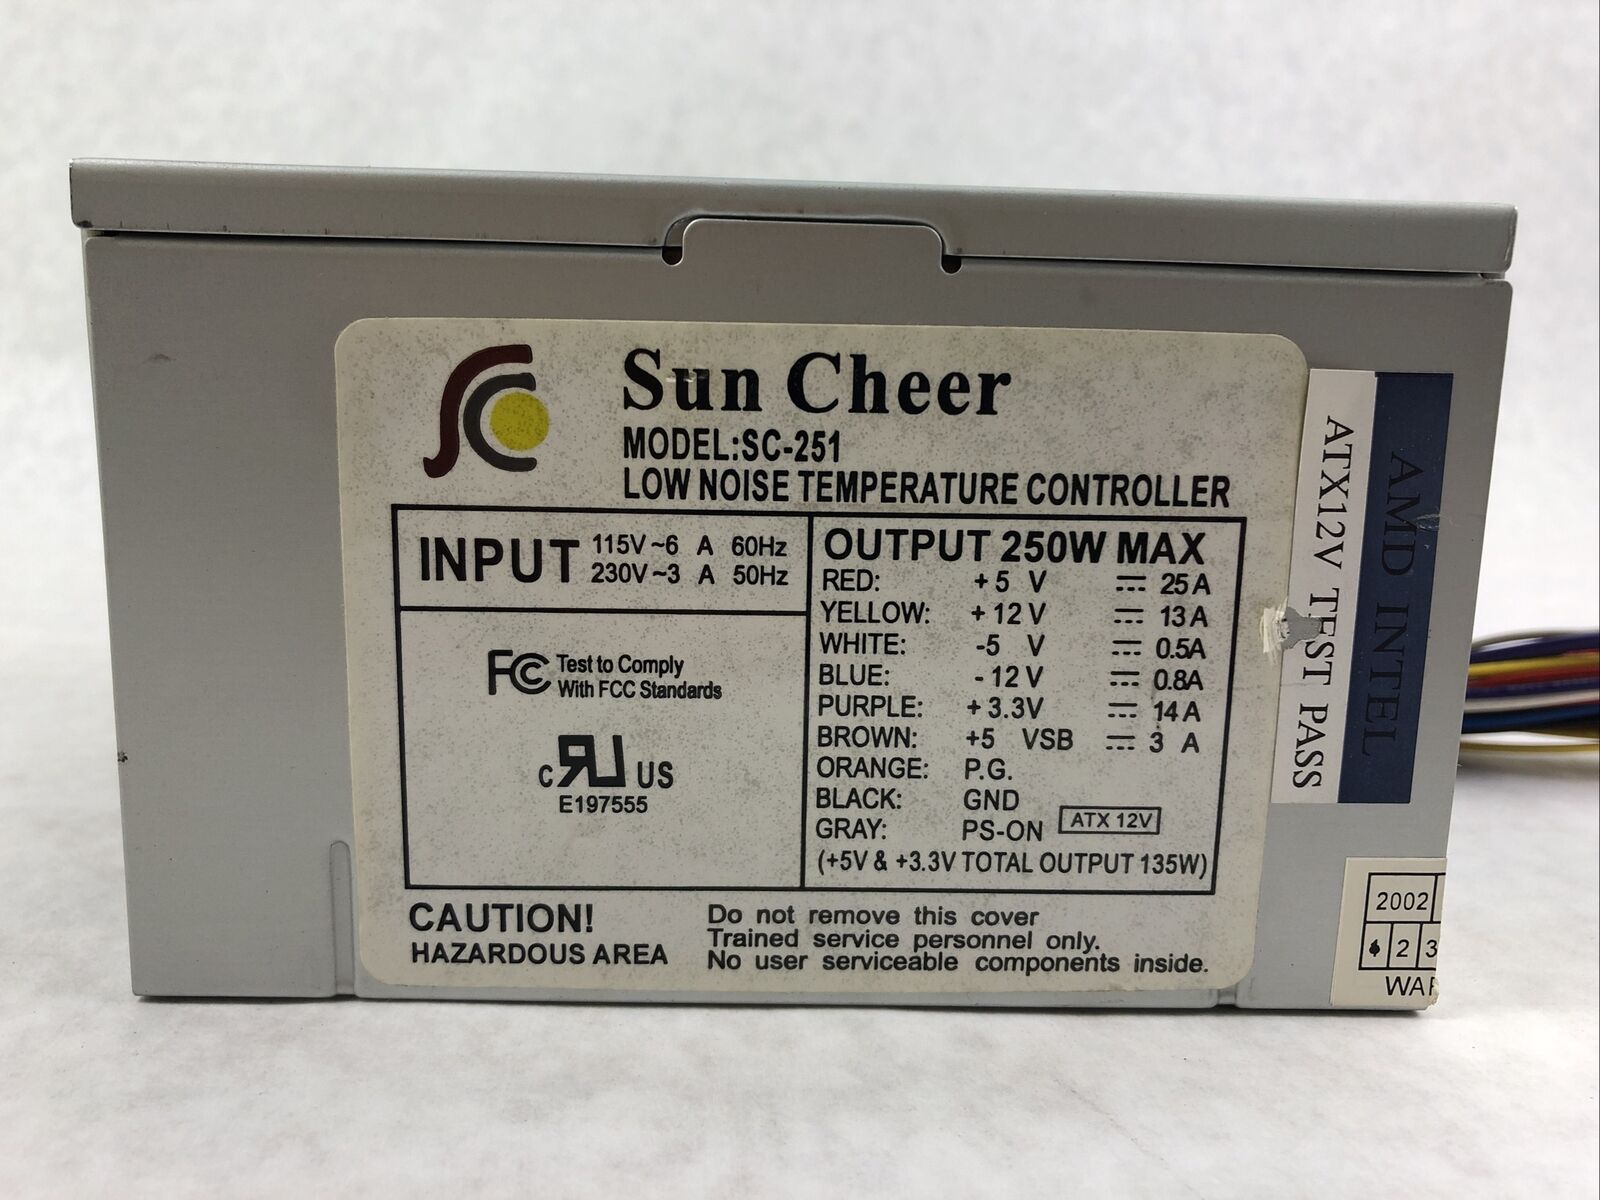 Sun Cheer
MODEL:SC-251
LOW NOISE TEMPERATURE CONTROLLER
INPUT 115V ~6 A 60Hz
230V ~3 A 50Hz
FC Test to Comply
With FCC Standards
c RU US
E197555
OUTPUT 250W MAX
RED: +5 V ⎓ 25A
YELLOW: +12V ⎓ 13A
WHITE: -5 V ⎓ 0.5A
BLUE: -12V ⎓ 0.8A
PURPLE: +3.3V ⎓ 14A
BROWN: +5 VSB ⎓ 3 A
ORANGE: P.G.
BLACK: GND
GRAY: PS-ON ATX 12V
(+5V & +3.3V TOTAL OUTPUT 135W)
CAUTION!
HAZARDOUS AREA
Do not remove this cover
Trained service personnel only.
No user serviceable components inside.
AMD INTEL
ATX12V TEST PASS
2002
2 3